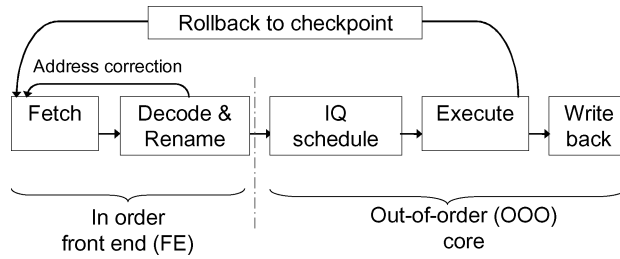 Rollback to checkpoint
Address correction
Fetch
Decode &
Rename
IQ
schedule
Execute
Write
back
In order
front end (FE)
Out-of-order (OOO)
core